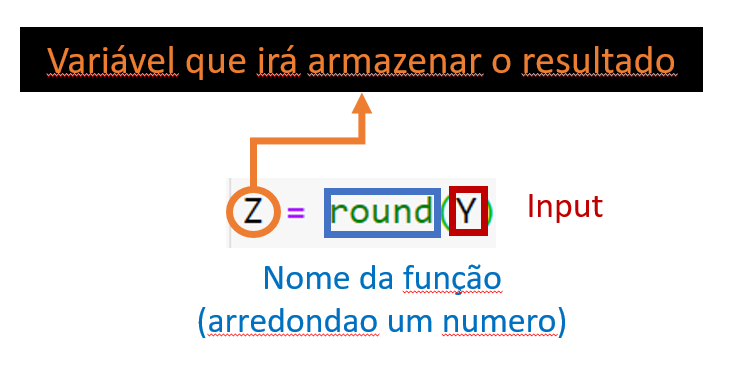 Variável que irá armazenar o resultado
Z = round(Y) Input
Nome da função
(arredondao um numero)